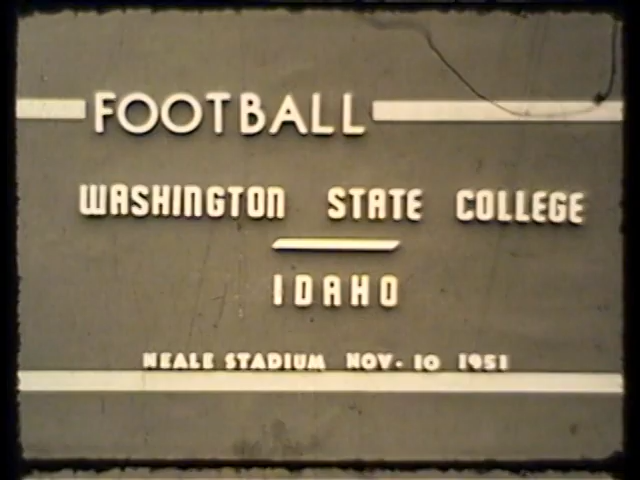 FOOTBALL
WASHINGTON STATE COLLEGE
IDAHO
NEALE STADIUM NOV. 10 1951